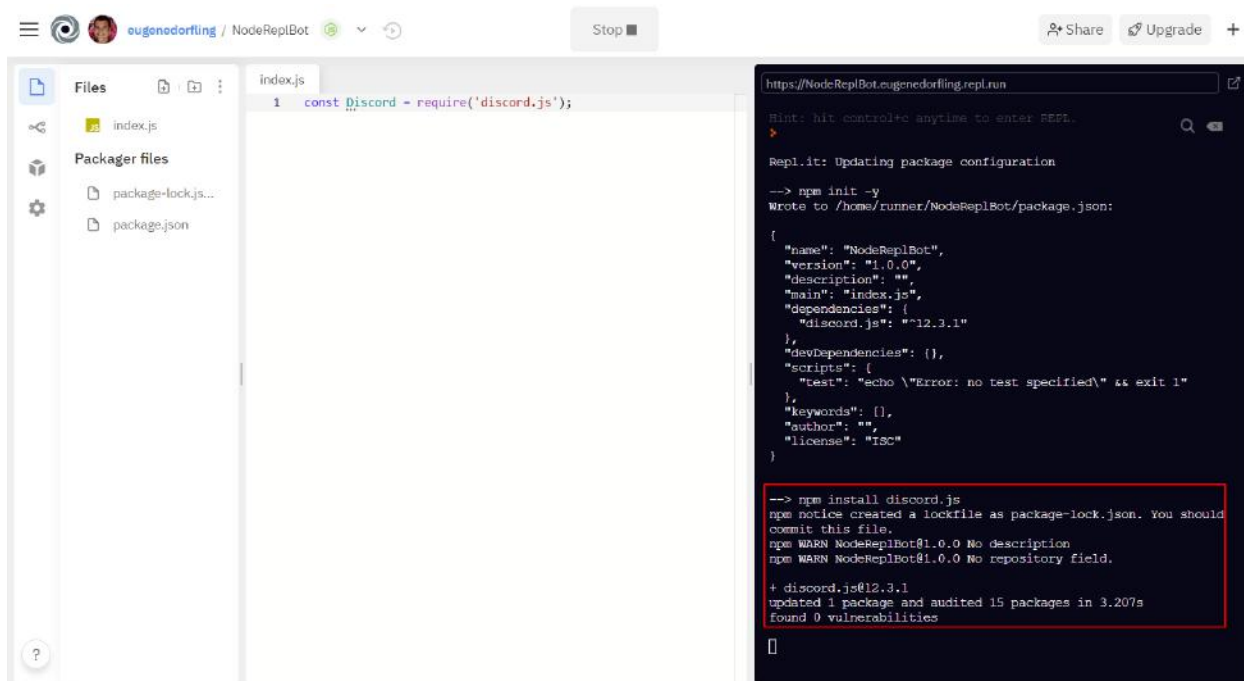 eugenedorfling / NodeReplBot
Stop
Share
Upgrade
Files
index.js
Packager files
package-lock.js...
package.json
index.js
1 const Discord = require('discord.js');
https://NodeReplBot.eugenedorfling.repl.run
Hint: hit control+c anytime to enter REPL.
Repl.it: Updating package configuration
--> npm init -y
Wrote to /home/runner/NodeReplBot/package.json:
{
"name": "NodeReplBot",
"version": "1.0.0",
"description": "",
"main": "index.js",
"dependencies": {
"discord.js": "^12.3.1"
},
"devDependencies": {},
"scripts": {
"test": "echo \"Error: no test specified\" && exit 1"
},
"keywords": [],
"author": "",
"license": "ISC"
}
--> npm install discord.js
npm notice created a lockfile as package-lock.json. You should
commit this file.
npm WARN NodeReplBot@1.0.0 No description
npm WARN NodeReplBot@1.0.0 No repository field.
+ discord.js@12.3.1
updated 1 package and audited 15 packages in 3.207s
found 0 vulnerabilities
?